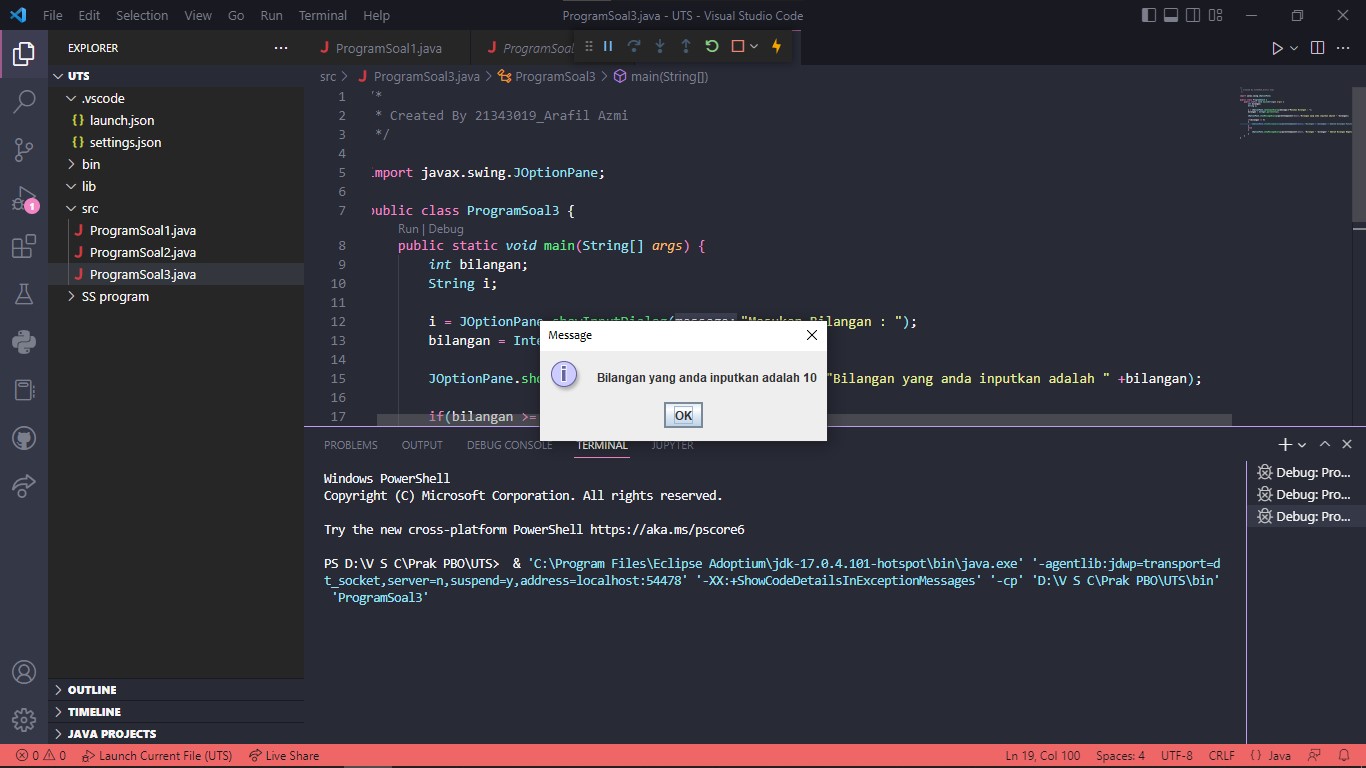 File Edit Selection View Go Run Terminal Help ProgramSoal3.java - UTS - Visual Studio Code
EXPLORER
UTS
.vscode
launch.json
settings.json
bin
lib
src
ProgramSoal1.java
ProgramSoal2.java
ProgramSoal3.java
SS program
OUTLINE
TIMELINE
JAVA PROJECTS
1
ProgramSoal1.java ProgramSoal
src > ProgramSoal3.java > ProgramSoal3 > main(String[])
1 *
2 * Created By 21343019_Arafil Azmi
3 */
4
5 mport javax.swing.JOptionPane;
6
7 public class ProgramSoal3 {
Run | Debug
8 public static void main(String[] args) {
9 int bilangan;
10 String i;
11
12 i = JOptionPane.showInputDialog(message: "Masukan Bilangan : ");
13 bilangan = Inte
14
15 JOptionPane.sho "Bilangan yang anda inputkan adalah " +bilangan);
16
17 if(bilangan >=
Message
Bilangan yang anda inputkan adalah 10
OK
PROBLEMS OUTPUT DEBUG CONSOLE TERMINAL JUPYTER
Windows PowerShell
Copyright (C) Microsoft Corporation. All rights reserved.
Try the new cross-platform PowerShell https://aka.ms/pscore6
PS D:\V S C\Prak PBO\UTS> & 'C:\Program Files\Eclipse Adoptium\jdk-17.0.4.101-hotspot\bin\java.exe' '-agentlib:jdwp=transport=d
t_socket,server=n,suspend=y,address=localhost:54478' '-XX:+ShowCodeDetailsInExceptionMessages' '-cp' 'D:\V S C\Prak PBO\UTS\bin'
'ProgramSoal3'
Debug: Pro...
Debug: Pro...
Debug: Pro...
0 0 Launch Current File (UTS) Live Share Ln 19, Col 100 Spaces: 4 UTF-8 CRLF {} Java